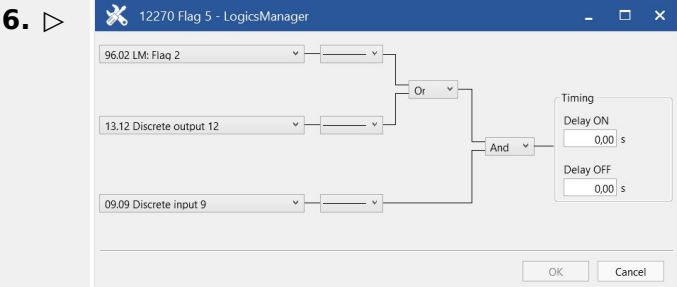 6.
12270 Flag 5 - LogicsManager
96.02 LM: Flag 2
Or
Timing
Delay ON
13.12 Discrete output 12
0,00 s
And
Delay OFF
0,00 s
09.09 Discrete input 9
OK
Cancel